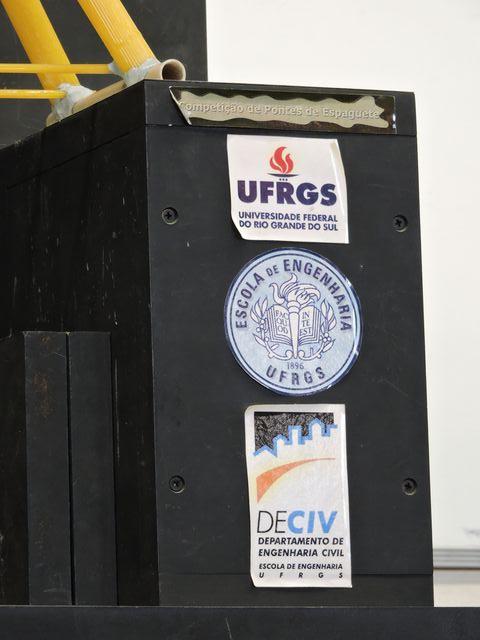 Competição de Pontes de Espaguete
UFRGS
UNIVERSIDADE FEDERAL
DO RIO GRANDE DO SUL
ESCOLA DE ENGENHARIA
1896
UFRGS
DECIV
DEPARTAMENTO DE
ENGENHARIA CIVIL
ESCOLA DE ENGENHARIA
UFRGS